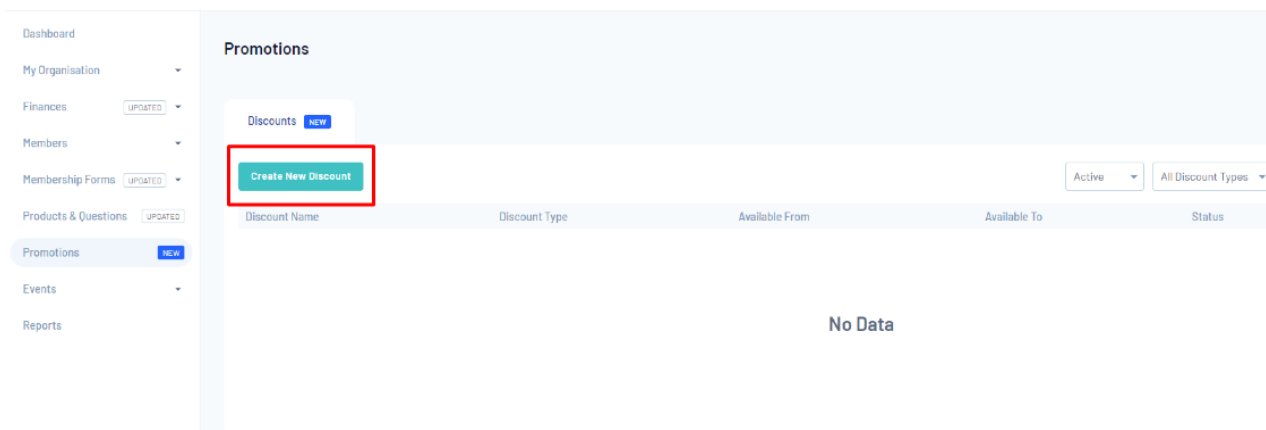 Dashboard
My Organisation
Finances UPDATED
Members
Membership Forms UPDATED
Products & Questions UPDATED
Promotions NEW
Events
Reports
Promotions
Discounts NEW
Create New Discount
Active All Discount Types
Discount Name Discount Type Available From Available To Status
No Data